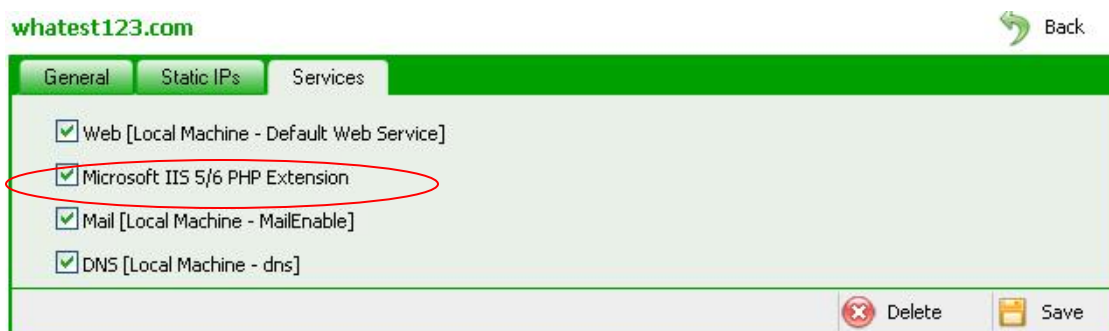 whatest123.com
Back
General Static IPs Services
Web [Local Machine - Default Web Service]
Microsoft IIS 5/6 PHP Extension
Mail [Local Machine - MailEnable]
DNS [Local Machine - dns]
Delete Save